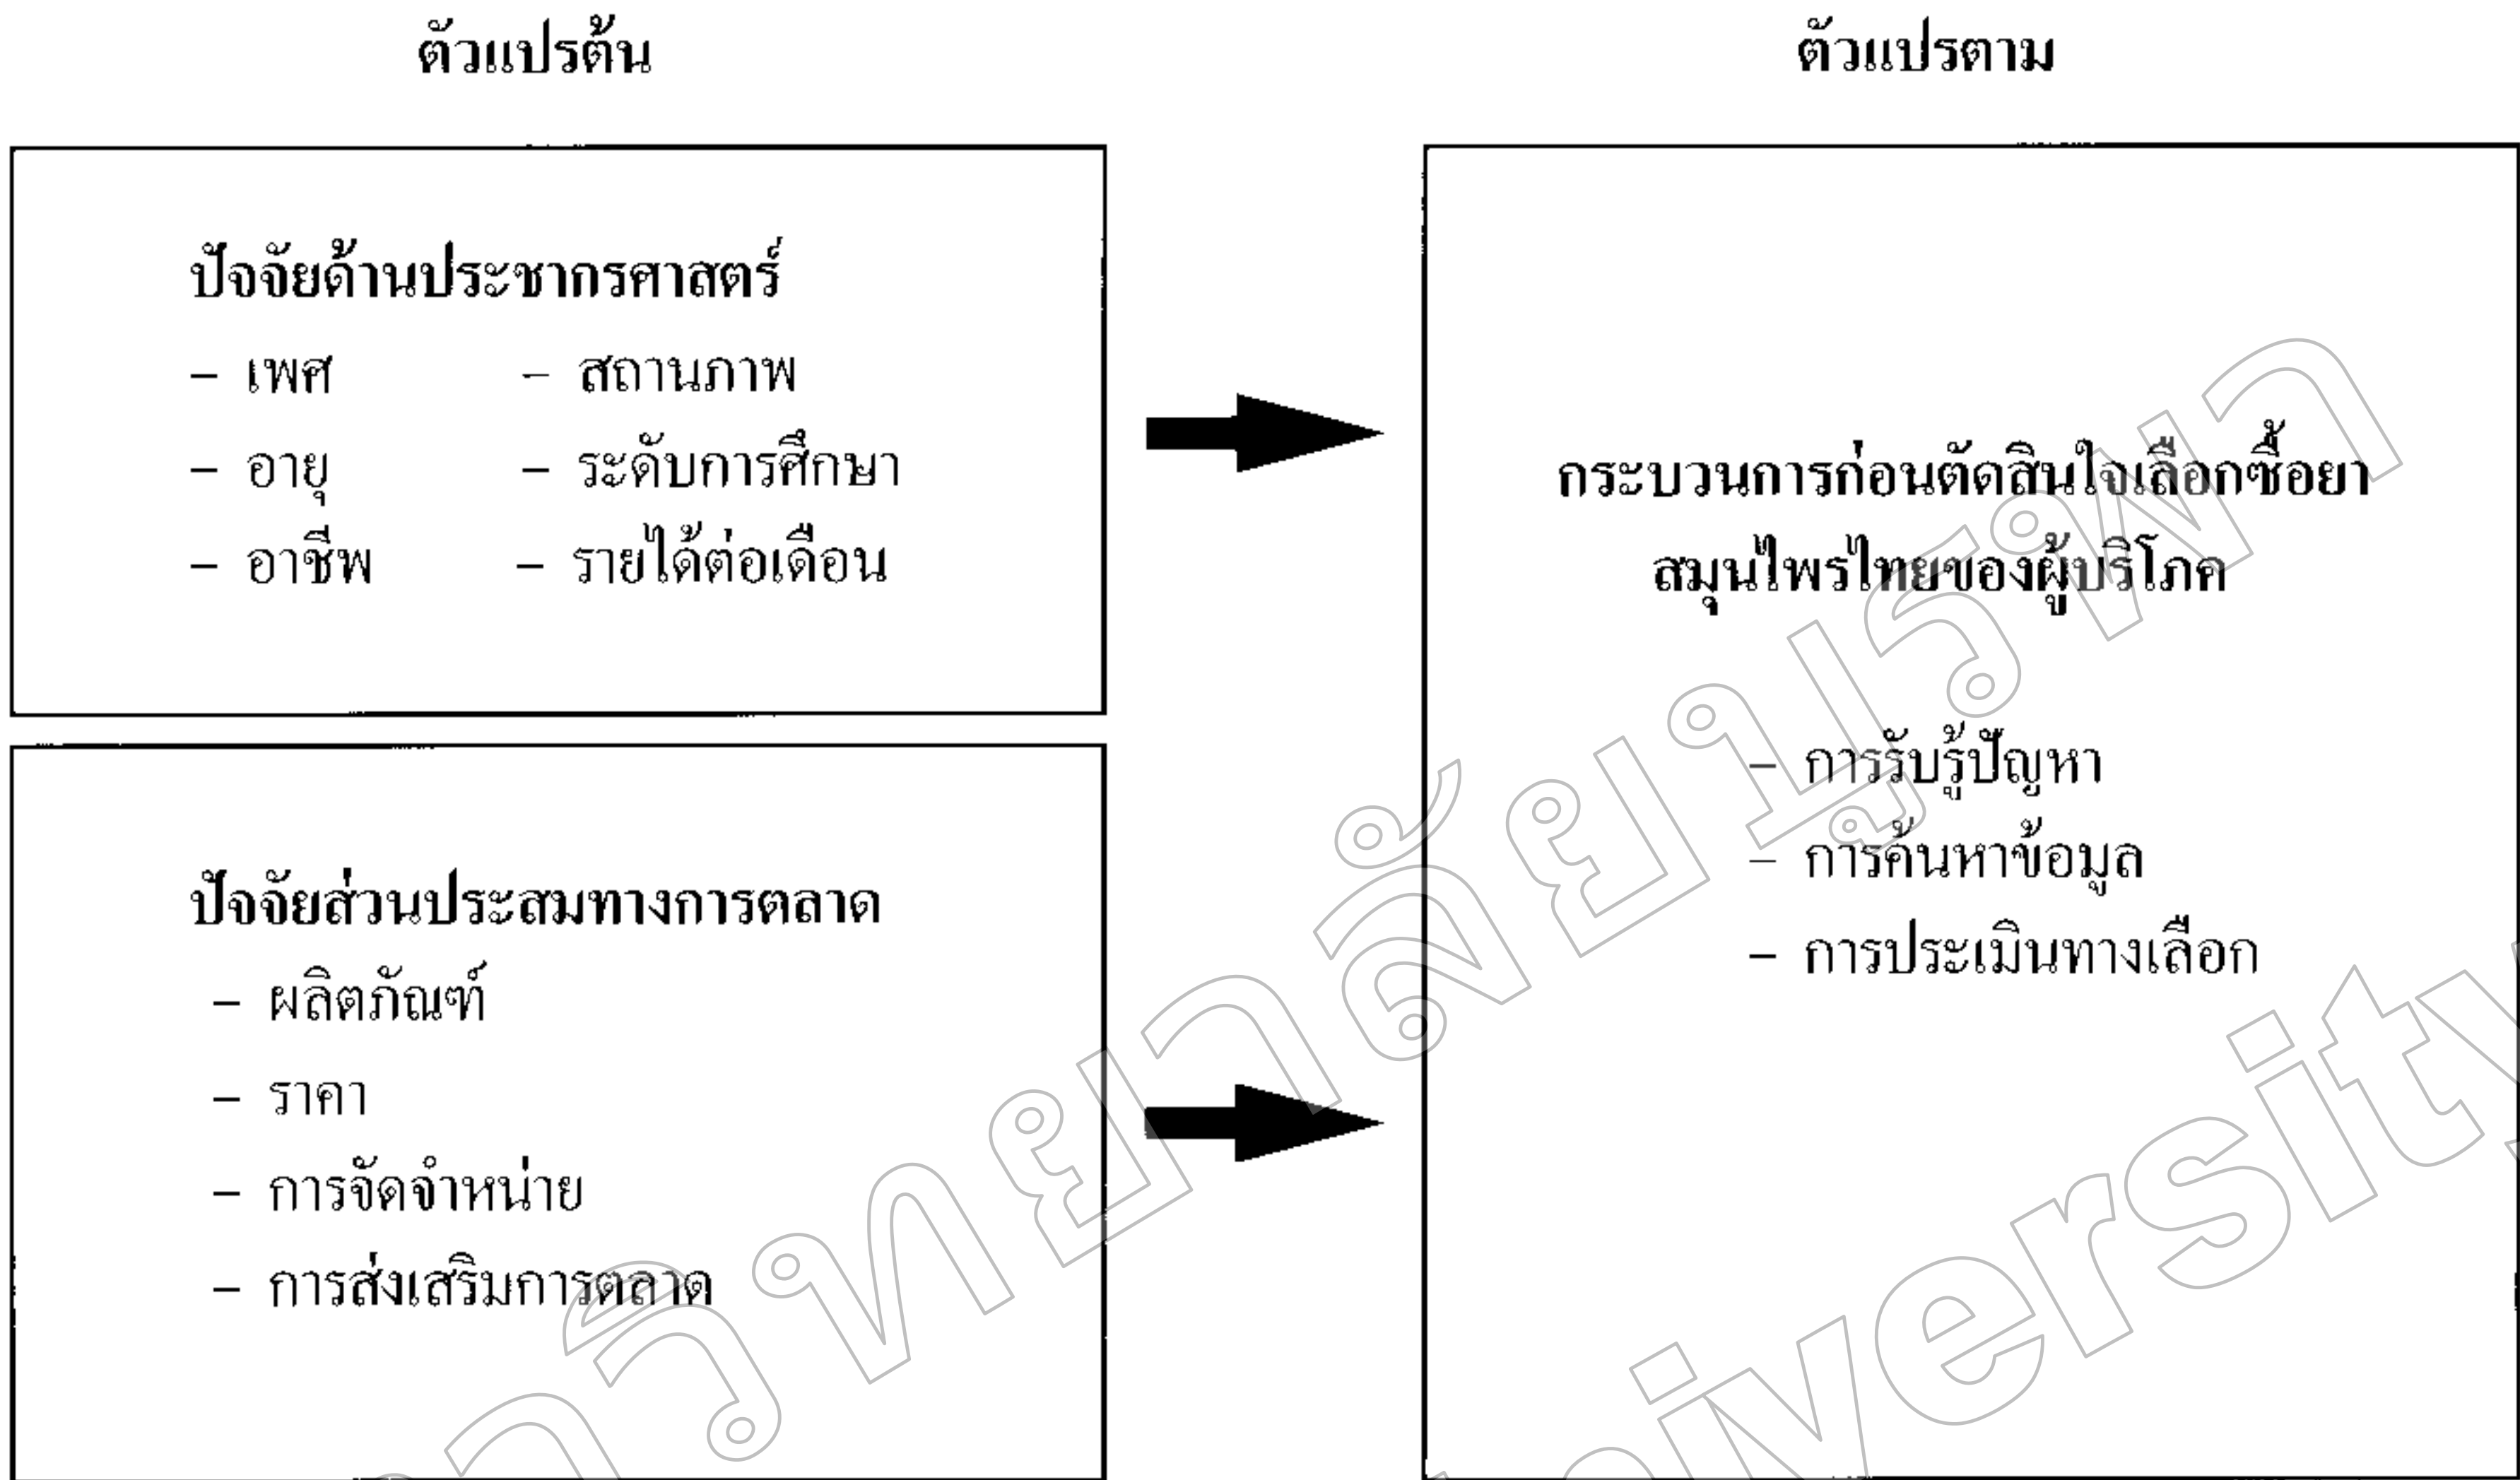 ตัวแปรต้น
ตัวแปรตาม
ปัจจัยด้านประชากรศาสตร์
– เพศ – สถานภาพ
– อายุ – ระดับการศึกษา
– อาชีพ – รายได้ต่อเดือน
ปัจจัยส่วนประสมทางการตลาด
– ผลิตภัณฑ์
– ราคา
– การจัดจำหน่าย
– การส่งเสริมการตลาด
กระบวนการก่อนตัดสินใจเลือกซื้อยา
สมุนไพรไทยของผู้บริโภค
– การรับรู้ปัญหา
– การค้นหาข้อมูล
– การประเมินทางเลือก
วิทยาลัยบูรพา
niversity